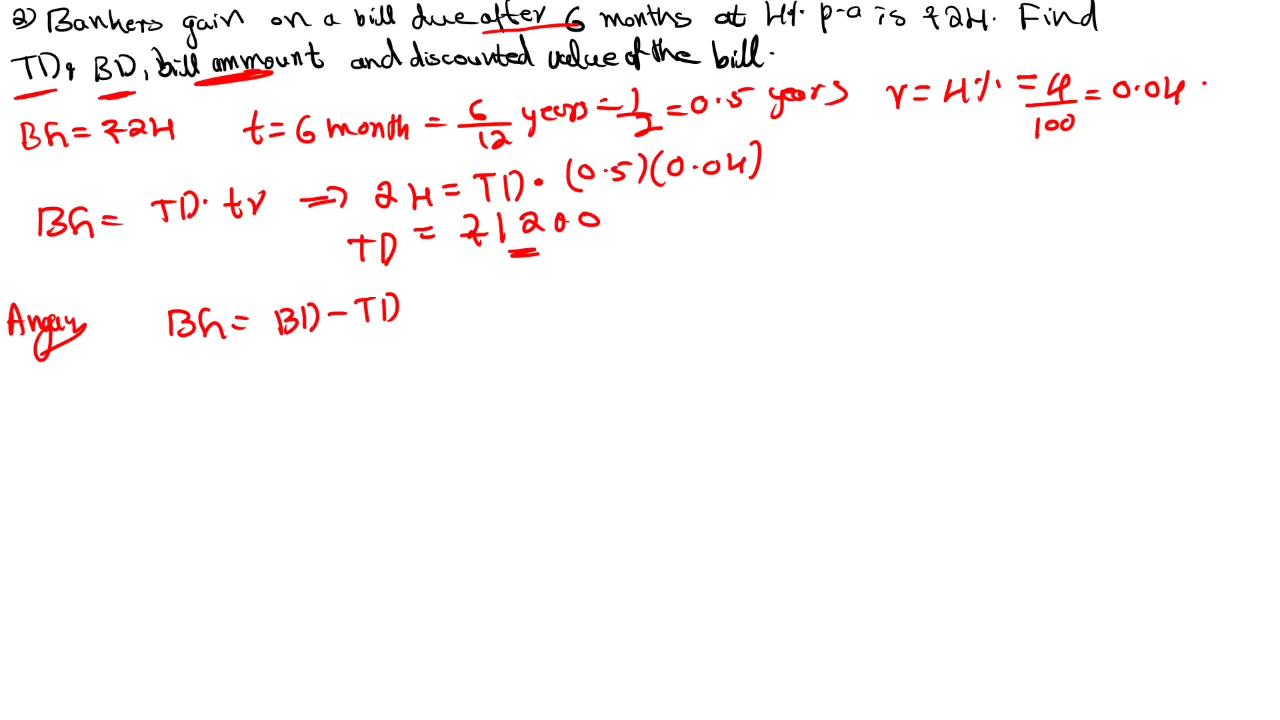 2) Bankers gain on a bill due after 6 months at 4% p-a is ₹24. Find
TD, BD, bill ammount and discounted value of the bill.
BG = ₹24 t = 6 month = 6/12 years = 1/2 = 0.5 years r = 4% = 4/100 = 0.04.
BG = TD. tr ⇒ 24 = TD. (0.5)(0.04)
TD = ₹1200
BG = BD - TD